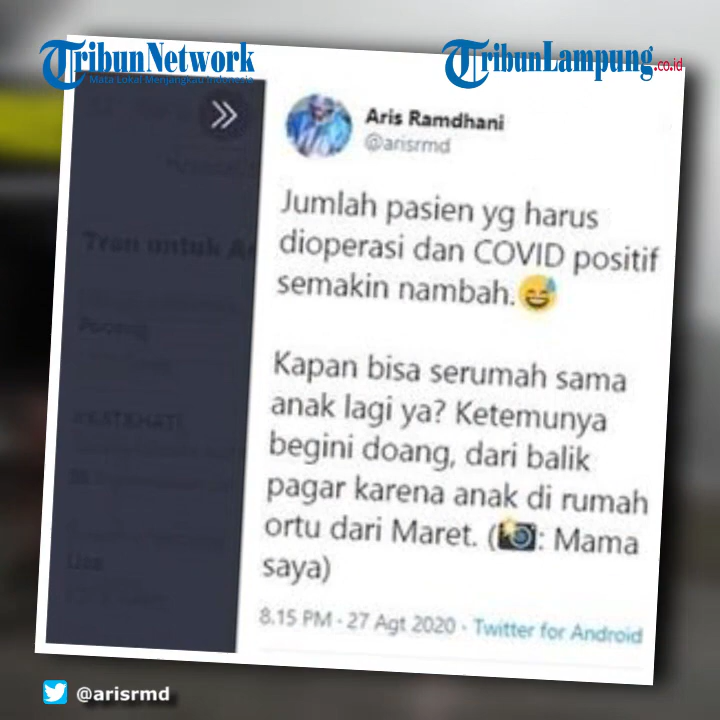 TribunNetwork
Mata Lokal Menjangkau Indonesia
TribunLampung.co.id
Aris Ramdhani
@arisrmd
Jumlah pasien yg harus
dioperasi dan COVID positif
semakin nambah.😅
Kapan bisa serumah sama
anak lagi ya? Ketemunya
begini doang, dari balik
pagar karena anak di rumah
ortu dari Maret. (📸: Mama
saya)
8.15 PM · 27 Agt 2020 · Twitter for Android
@arisrmd